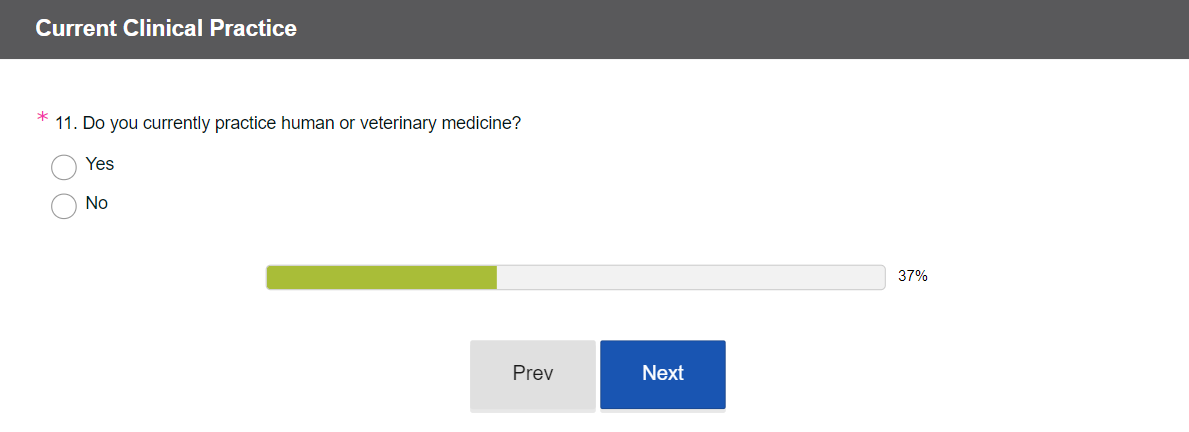 Current Clinical Practice
* 11. Do you currently practice human or veterinary medicine?
Yes
No
37%
Prev
Next